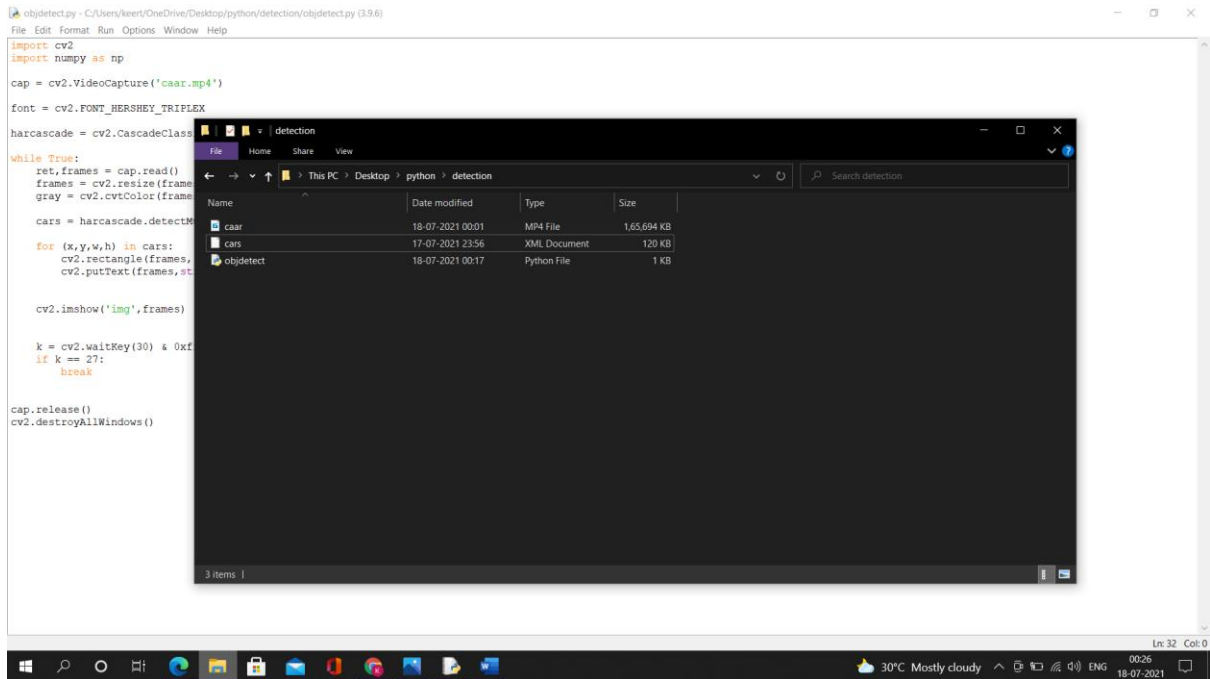 objdetect.py - C:/Users/keert/OneDrive/Desktop/python/detection/objdetect.py (3.9.6)
File Edit Format Run Options Window Help
import cv2
import numpy as np
cap = cv2.VideoCapture('caar.mp4')
font = cv2.FONT_HERSHEY_TRIPLEX
harcascade = cv2.CascadeClass
while True:
    ret,frames = cap.read()
    frames = cv2.resize(frame
    gray = cv2.cvtColor(frame
    cars = harcascade.detectM
    for (x,y,w,h) in cars:
        cv2.rectangle(frames,
        cv2.putText(frames,st
    cv2.imshow('img',frames)
    k = cv2.waitKey(30) & 0xf
    if k == 27:
        break
cap.release()
cv2.destroyAllWindows()
detection
File Home Share View
This PC > Desktop > python > detection
Search detection
Name Date modified Type Size
caar 18-07-2021 00:01 MP4 File 1,65,694 KB
cars 17-07-2021 23:56 XML Document 120 KB
objdetect 18-07-2021 00:17 Python File 1 KB
3 items
Ln: 32 Col: 0
30°C Mostly cloudy ENG 00:26
18-07-2021